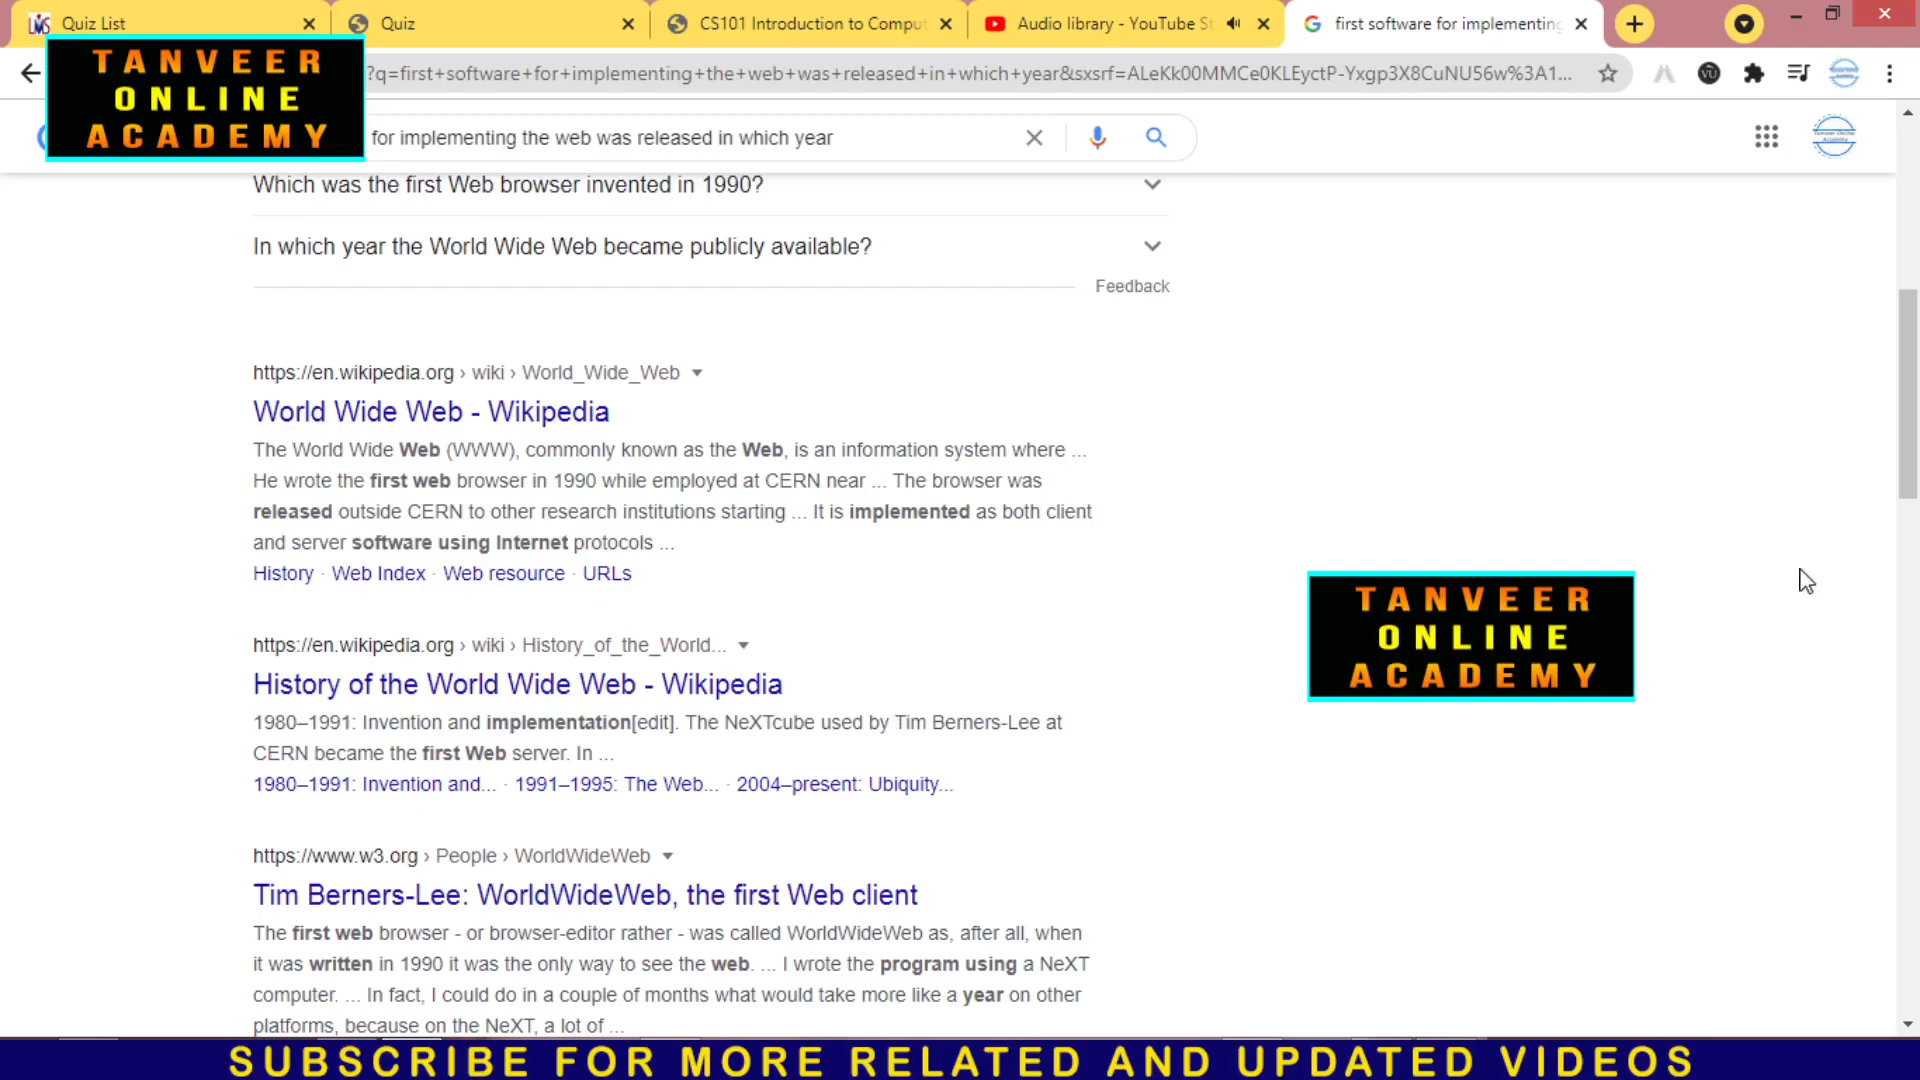 Quiz List
Quiz
CS101 Introduction to Comput
Audio library - YouTube St
first software for implementing
TANVEER
ONLINE
ACADEMY
?q=first+software+for+implementing+the+web+was+released+in+which+year&sxsrf=ALeKk00MMCe0KLEyctP-Yxgp3X8CuNU56w%3A1...
for implementing the web was released in which year
Which was the first Web browser invented in 1990?
In which year the World Wide Web became publicly available?
Feedback
https://en.wikipedia.org › wiki › World_Wide_Web
World Wide Web - Wikipedia
The World Wide Web (WWW), commonly known as the Web, is an information system where ...
He wrote the first web browser in 1990 while employed at CERN near ... The browser was
released outside CERN to other research institutions starting ... It is implemented as both client
and server software using Internet protocols ...
History · Web Index · Web resource · URLs
https://en.wikipedia.org › wiki › History_of_the_World...
History of the World Wide Web - Wikipedia
1980–1991: Invention and implementation[edit]. The NeXTcube used by Tim Berners-Lee at
CERN became the first Web server. In ...
1980–1991: Invention and... · 1991–1995: The Web... · 2004–present: Ubiquity...
TANVEER
ONLINE
ACADEMY
https://www.w3.org › People › WorldWideWeb
Tim Berners-Lee: WorldWideWeb, the first Web client
The first web browser - or browser-editor rather - was called WorldWideWeb as, after all, when
it was written in 1990 it was the only way to see the web. ... I wrote the program using a NeXT
computer. ... In fact, I could do in a couple of months what would take more like a year on other
platforms, because on the NeXT, a lot of ...
SUBSCRIBE FOR MORE RELATED AND UPDATED VIDEOS